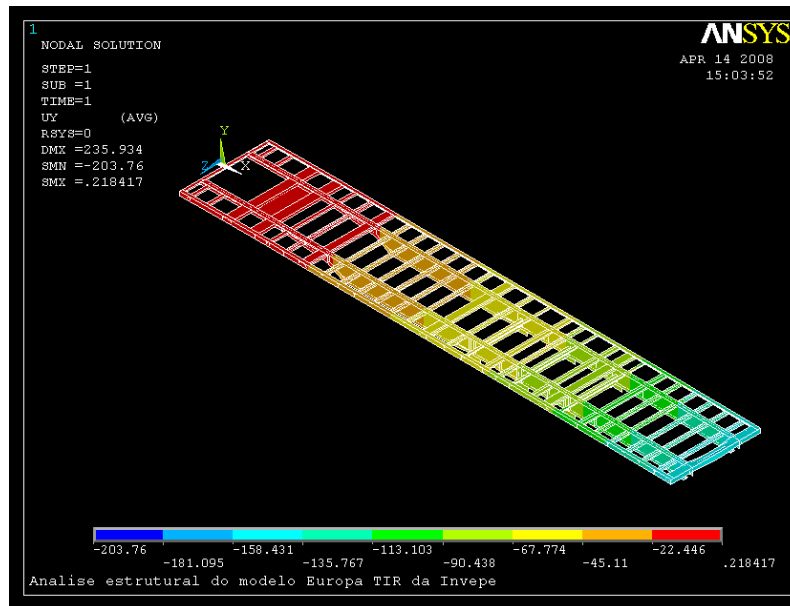 1
NODAL SOLUTION
ANSYS
APR 14 2008
15:03:52
STEP=1
SUB =1
TIME=1
UY (AVG)
RSYS=0
DMX =235.934
SMN =-203.76
SMX =.218417
Y
Z X
-203.76 -158.431 -113.103 -67.774 -22.446
-181.095 -135.767 -90.438 -45.11 .218417
Analise estrutural do modelo Europa TIR da Invepe